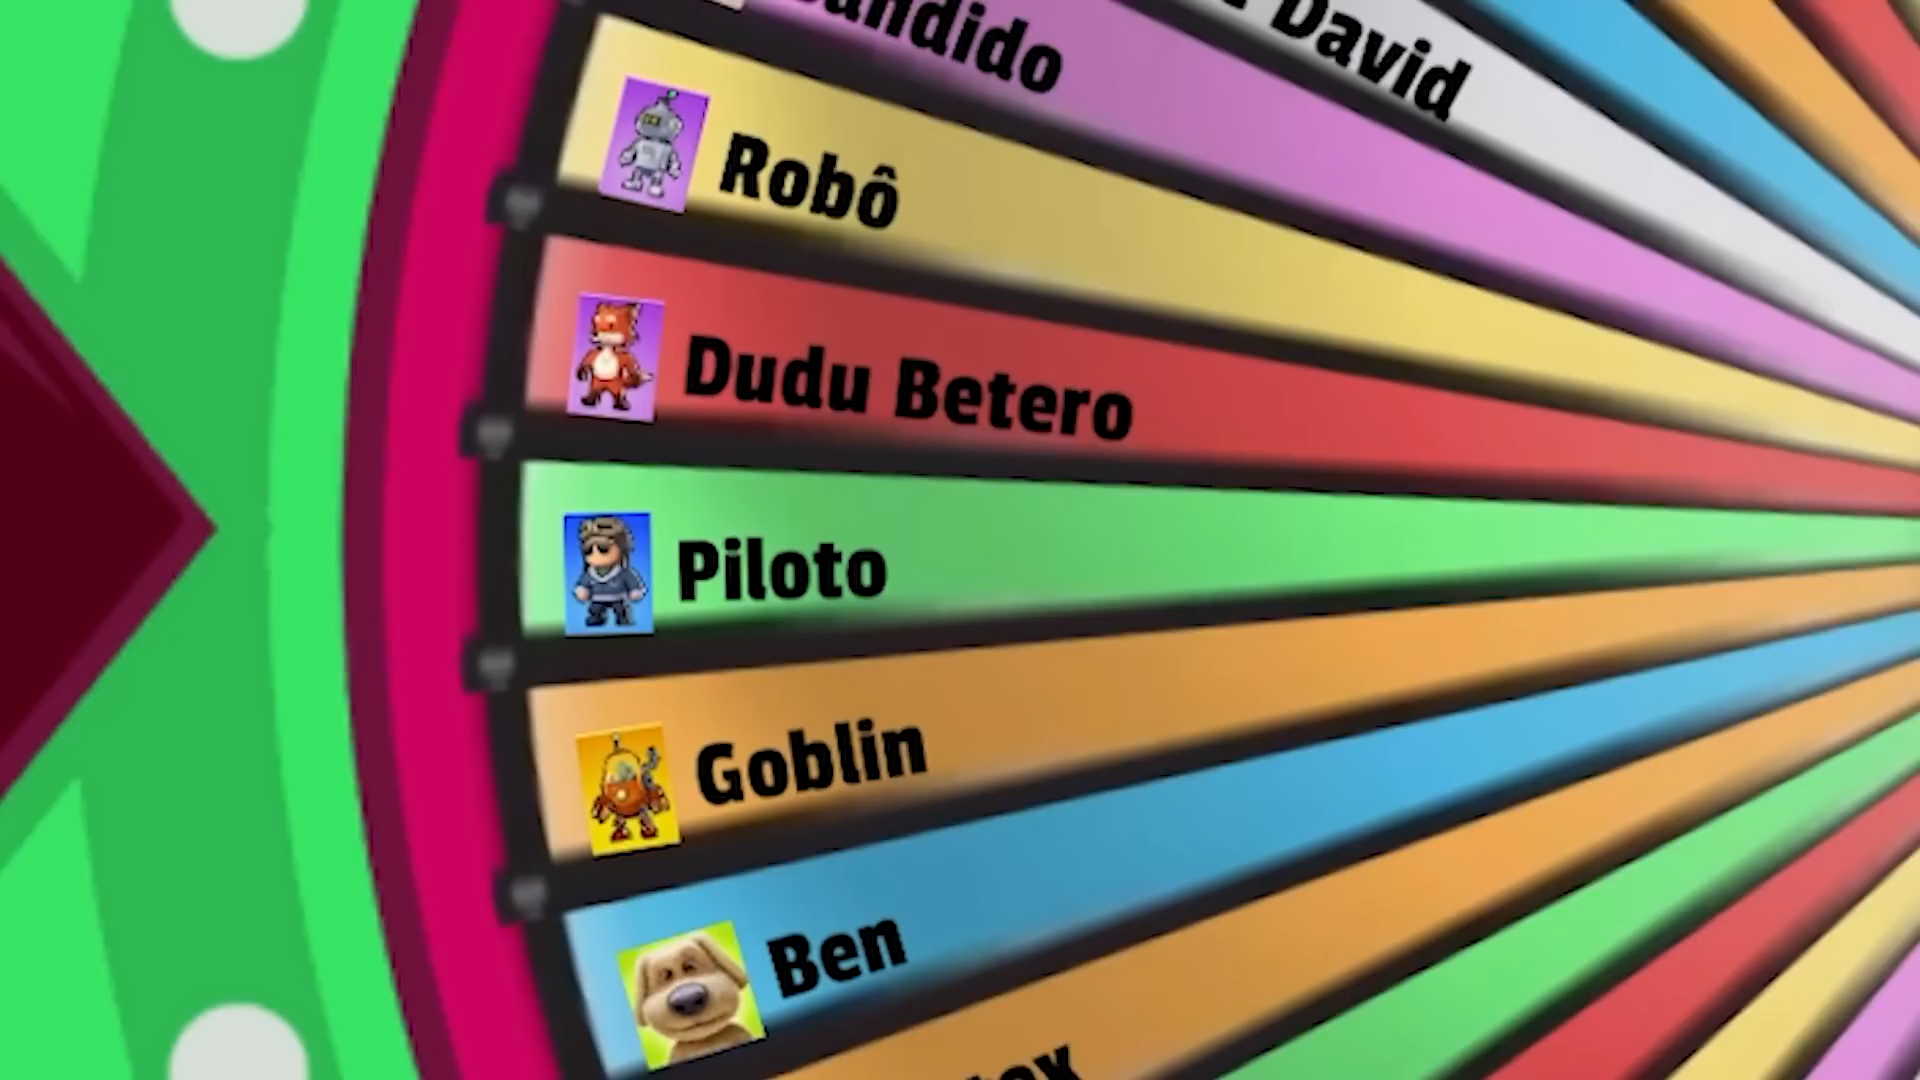 David
Robô
Dudu Betero
Piloto
Goblin
Ben